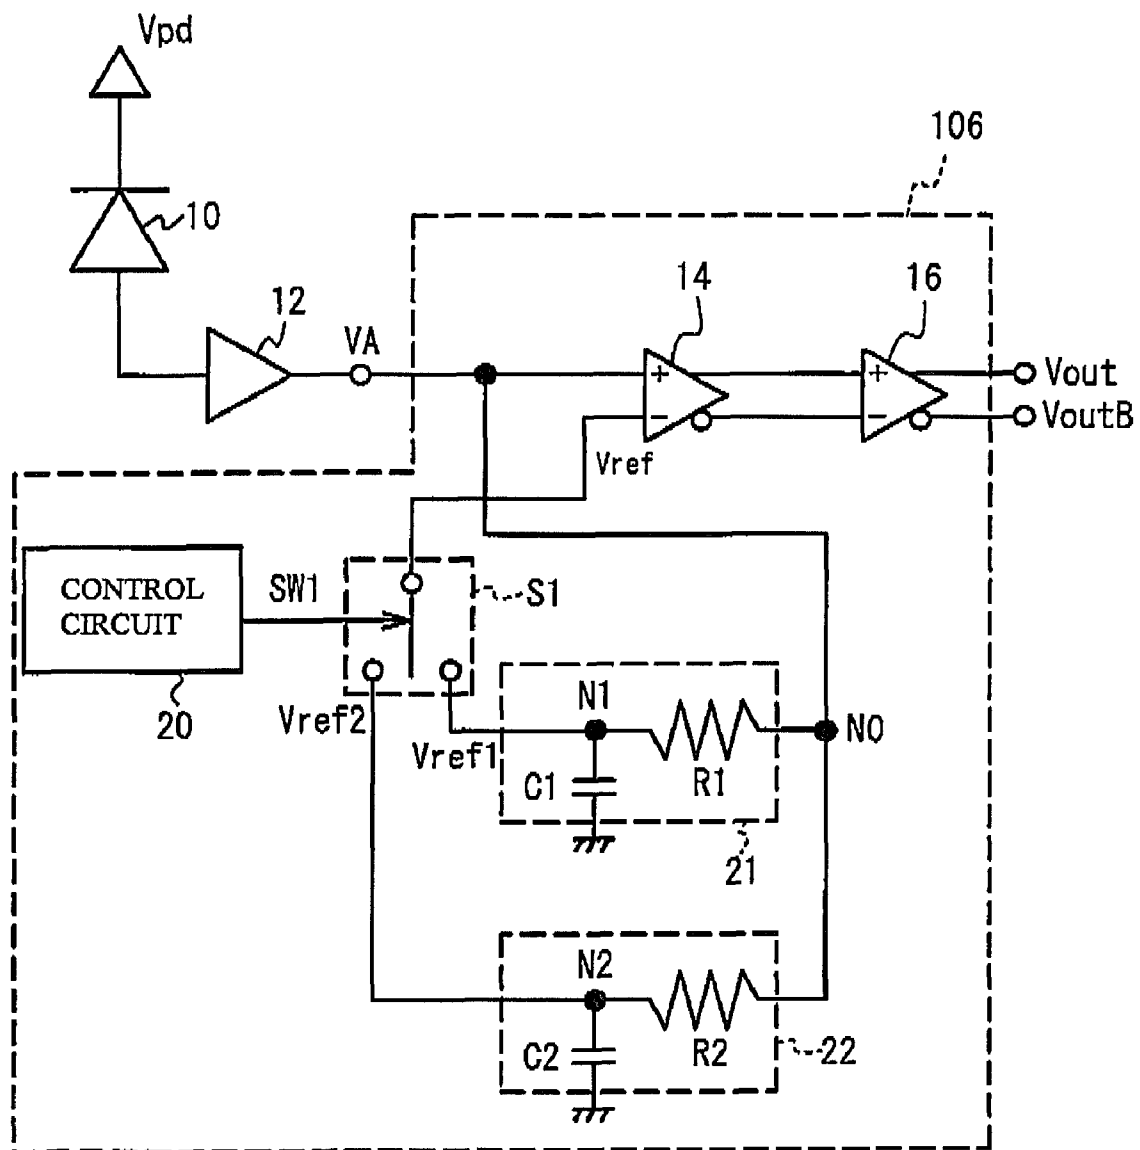 Vpd
106
10
12
VA
14
16
+
-
+
-
Vout
VoutB
Vref
CONTROL
CIRCUIT
SW1
S1
20
Vref2
Vref1
N1
N0
C1
R1
21
N2
C2
R2
22